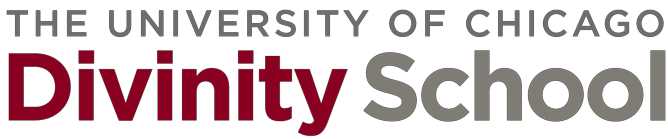 THE UNIVERSITY OF CHICAGO
Divinity School